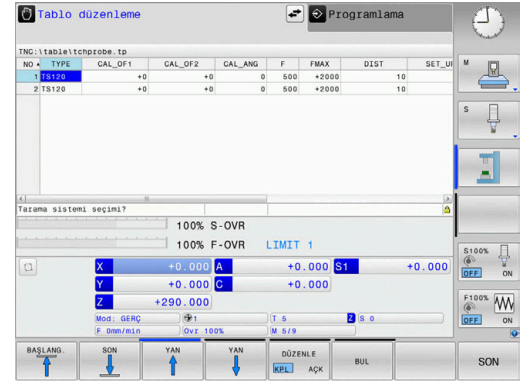 Tablo düzenleme
Programlama
TNC:\table\tchprobe.tp
NO TYPE CAL_OF1 CAL_OF2 CAL_ANG F FMAX DIST SET_UI
1 TS120 +0 +0 0 500 +2000 10
2 TS120 +0 +0 0 500 +2000 10
M
S
Tarama sistemi seçimi?
100% S-OVR
100% F-OVR LIMIT 1
X +0.000 A +0.000 S1 +0.000
Y +0.000 C +0.000
Z +290.000
Mod: GERÇ 1 T 5 Z S 0
F 0mm/min Ovr 100% M 5/9
S100%
OFF ON
F100%
OFF ON
BAŞLANG. SON YAN YAN DÜZENLE BUL SON
KPL AÇK